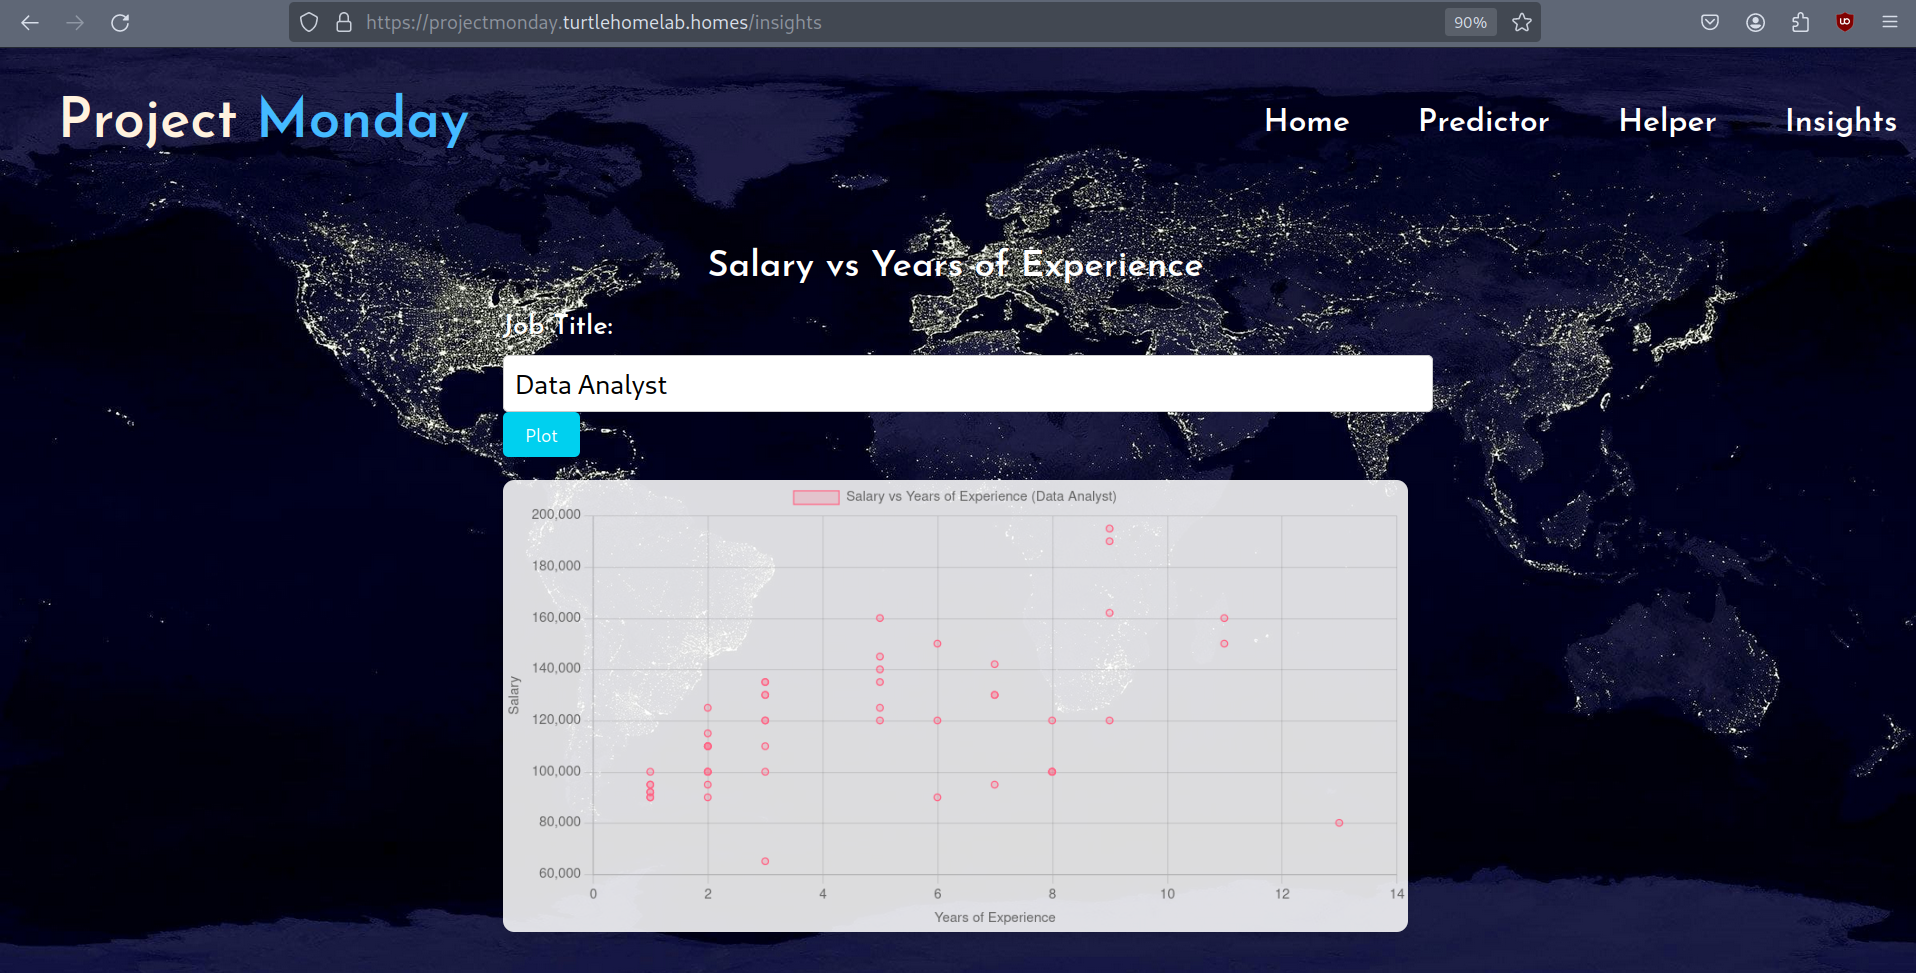 https://projectmonday.turtlehomelab.homes/insights
90%
Project Monday
Home
Predictor
Helper
Insights
Salary vs Years of Experience
Job Title:
Data Analyst
Plot
Salary vs Years of Experience (Data Analyst)
200,000
180,000
160,000
140,000
120,000
100,000
80,000
60,000
Salary
0 2 4 6 8 10 12 14
Years of Experience